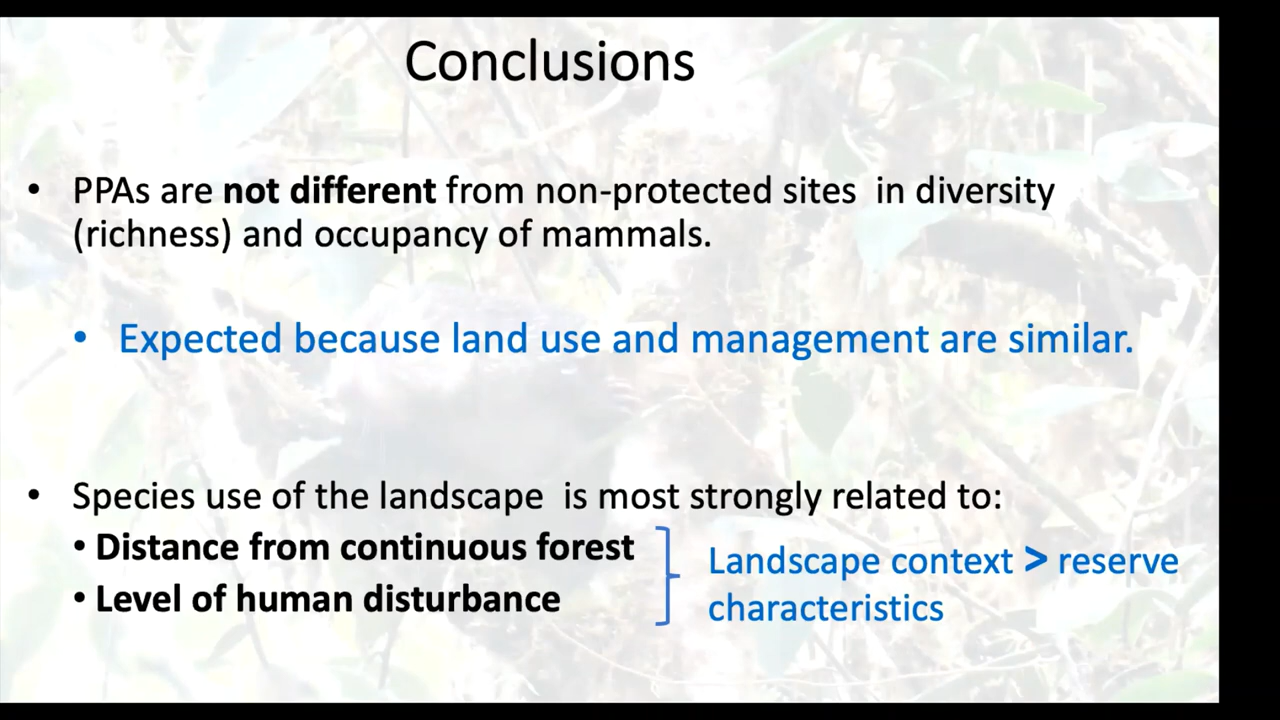 Conclusions
• PPAs are not different from non-protected sites in diversity
(richness) and occupancy of mammals.
• Expected because land use and management are similar.
• Species use of the landscape is most strongly related to:
• Distance from continuous forest
• Level of human disturbance
Landscape context > reserve
characteristics